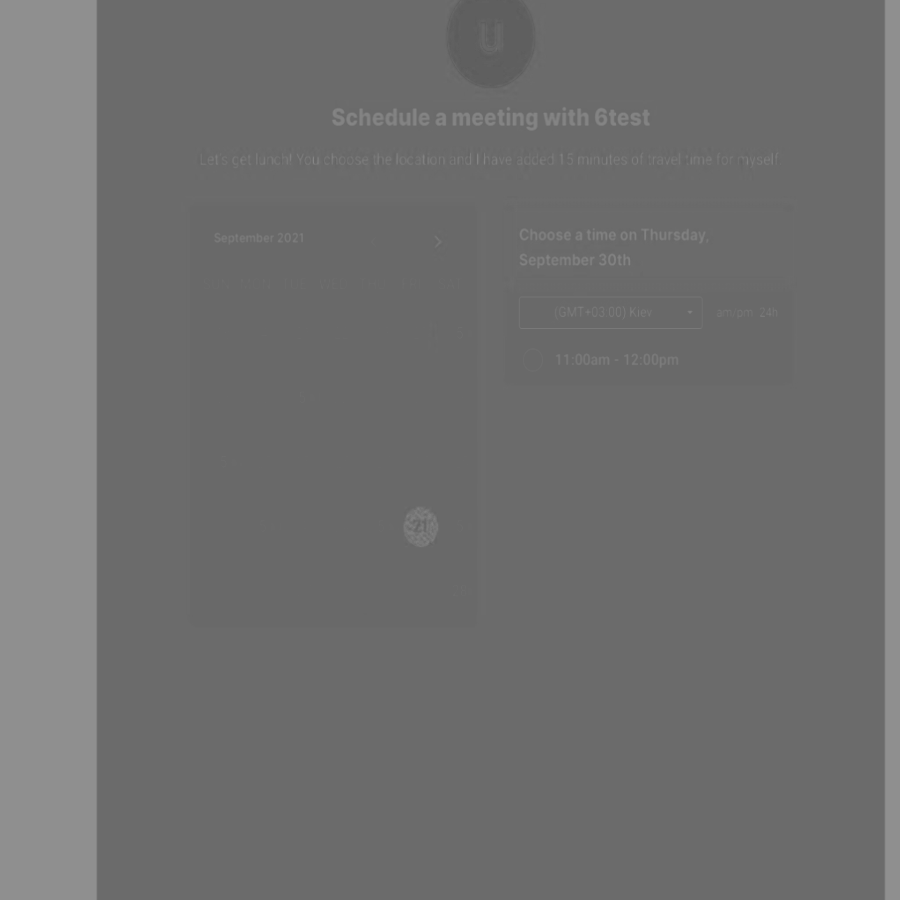 U
Schedule a meeting with 6test
Let's get lunch! You choose the location and I have added 15 minutes of travel time for myself
September 2021
Choose a time on Thursday,
September 30th
(GMT+03:00) Kiev
am/pm 24h
11:00am - 12:00pm
21